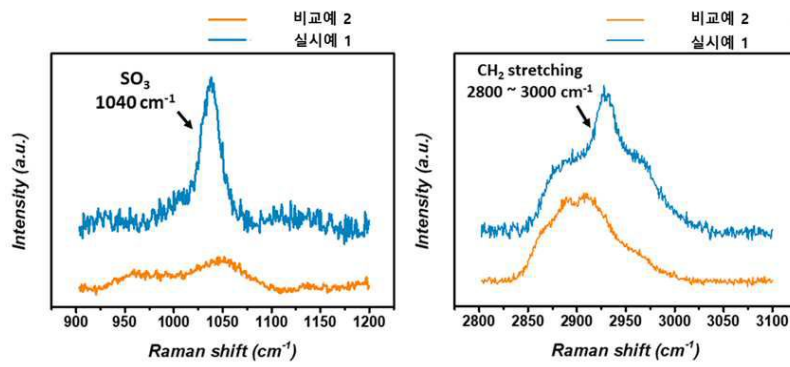 비교예 2
실시예 1
SO₃
1040 cm⁻¹
Intensity (a.u.)
900 950 1000 1050 1100 1150 1200
Raman shift (cm⁻¹)
비교예 2
실시예 1
CH₂ stretching
2800 ~ 3000 cm⁻¹
Intensity (a.u.)
2800 2850 2900 2950 3000 3050 3100
Raman shift (cm⁻¹)